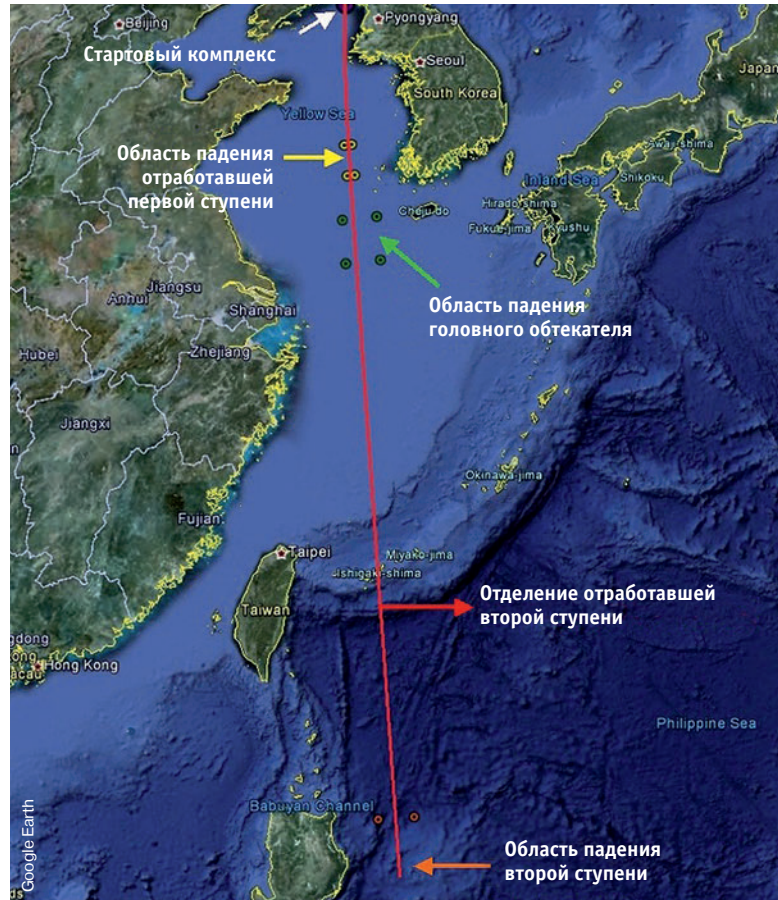 Beijing
Pyongyang
Стартовый комплекс
Seoul
South Korea
Japan
Yellow Sea
Область падения
отработавшей
первой ступени
Inland Sea
Shikoku
Cheju do
Hirado shima
Fukue-jima
Kyushu
Область падения
головного обтекателя
Jiangsu
Anhui
Shanghai
Hubei
Zhejiang
Jiangxi
Okinawa-jima
Fujian
Taipei
Miyako-jima
Ishigaki-shima
Отделение отработавшей
второй ступени
Taiwan
gdong
Hong Kong
acau
Philippine Sea
Babuyan Channel
Область падения
второй ступени
Google Earth